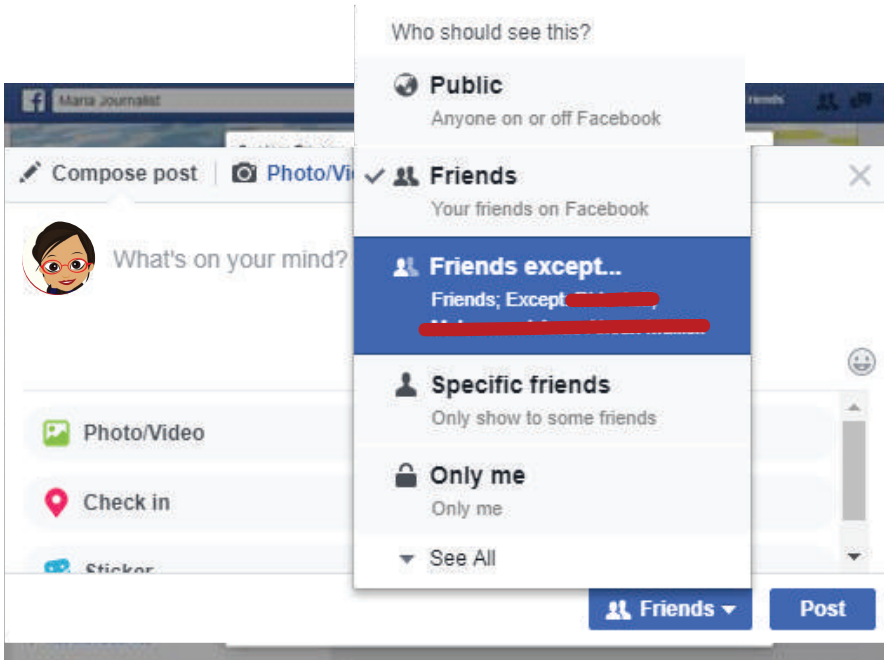 Who should see this?
Public
Anyone on or off Facebook
Maria Journalist
Compose post
Photo/Vi
Friends
Your friends on Facebook
What's on your mind?
Friends except...
Friends; Except:
Specific friends
Only show to some friends
Photo/Video
Only me
Only me
Check in
See All
Sticker
Friends
Post